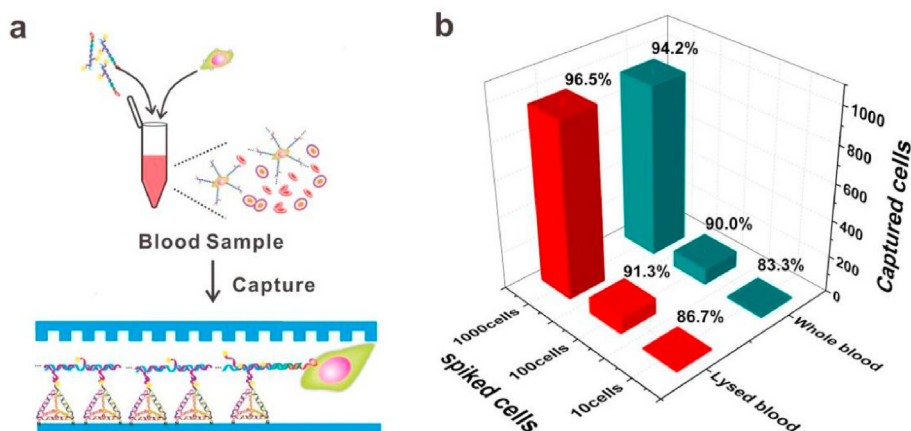 a
Blood Sample
Capture
b
96.5%
94.2%
91.3%
90.0%
86.7%
83.3%
1000
800
600
400
200
0
Captured cells
1000cells
100cells
10cells
spiked cells
Whole blood
Lysed blood